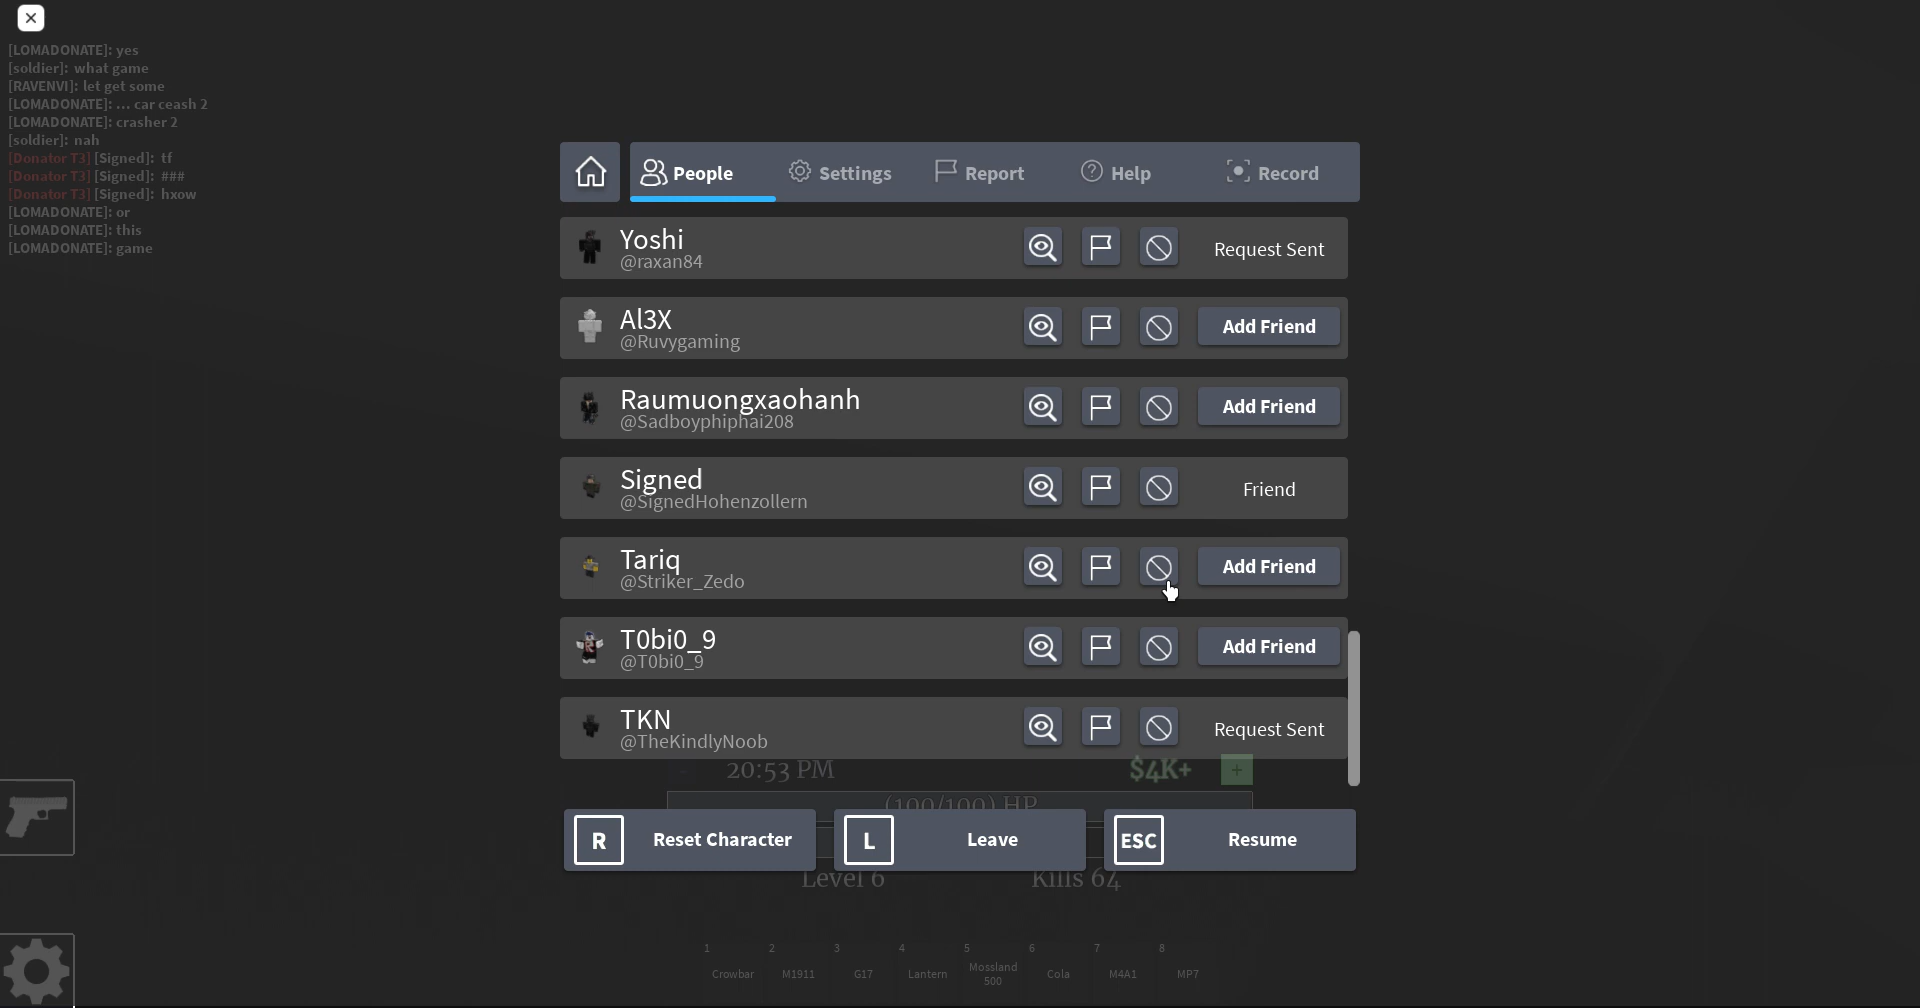 [LOMADONATE]: yes
[soldier]: what game
[RAVENVI]: let get some
[LOMADONATE]: ... car ceash 2
[LOMADONATE]: crasher 2
[soldier]: nah
[Donator T3] [Signed]: tf
[Donator T3] [Signed]: ###
[Donator T3] [Signed]: hxow
[LOMADONATE]: or
[LOMADONATE]: this
[LOMADONATE]: game
People Settings Report Help Record
Yoshi
@raxan84
Request Sent
Al3X
@Ruvygaming
Add Friend
Raumuongxaohanh
@Sadboyphiphai208
Add Friend
Signed
@SignedHohenzollern
Friend
Tariq
@Striker_Zedo
Add Friend
T0bi0_9
@T0bi0_9
Add Friend
TKN
@TheKindlyNoob
Request Sent
- 20:53 PM $4K+ +
(100/100) HP
R Reset Character L Leave ESC Resume
Level 6 Kills 64
1 2 3 4 5 6 7 8
Crowbar M1911 G17 Lantern Mossland 500 Cola M4A1 MP7